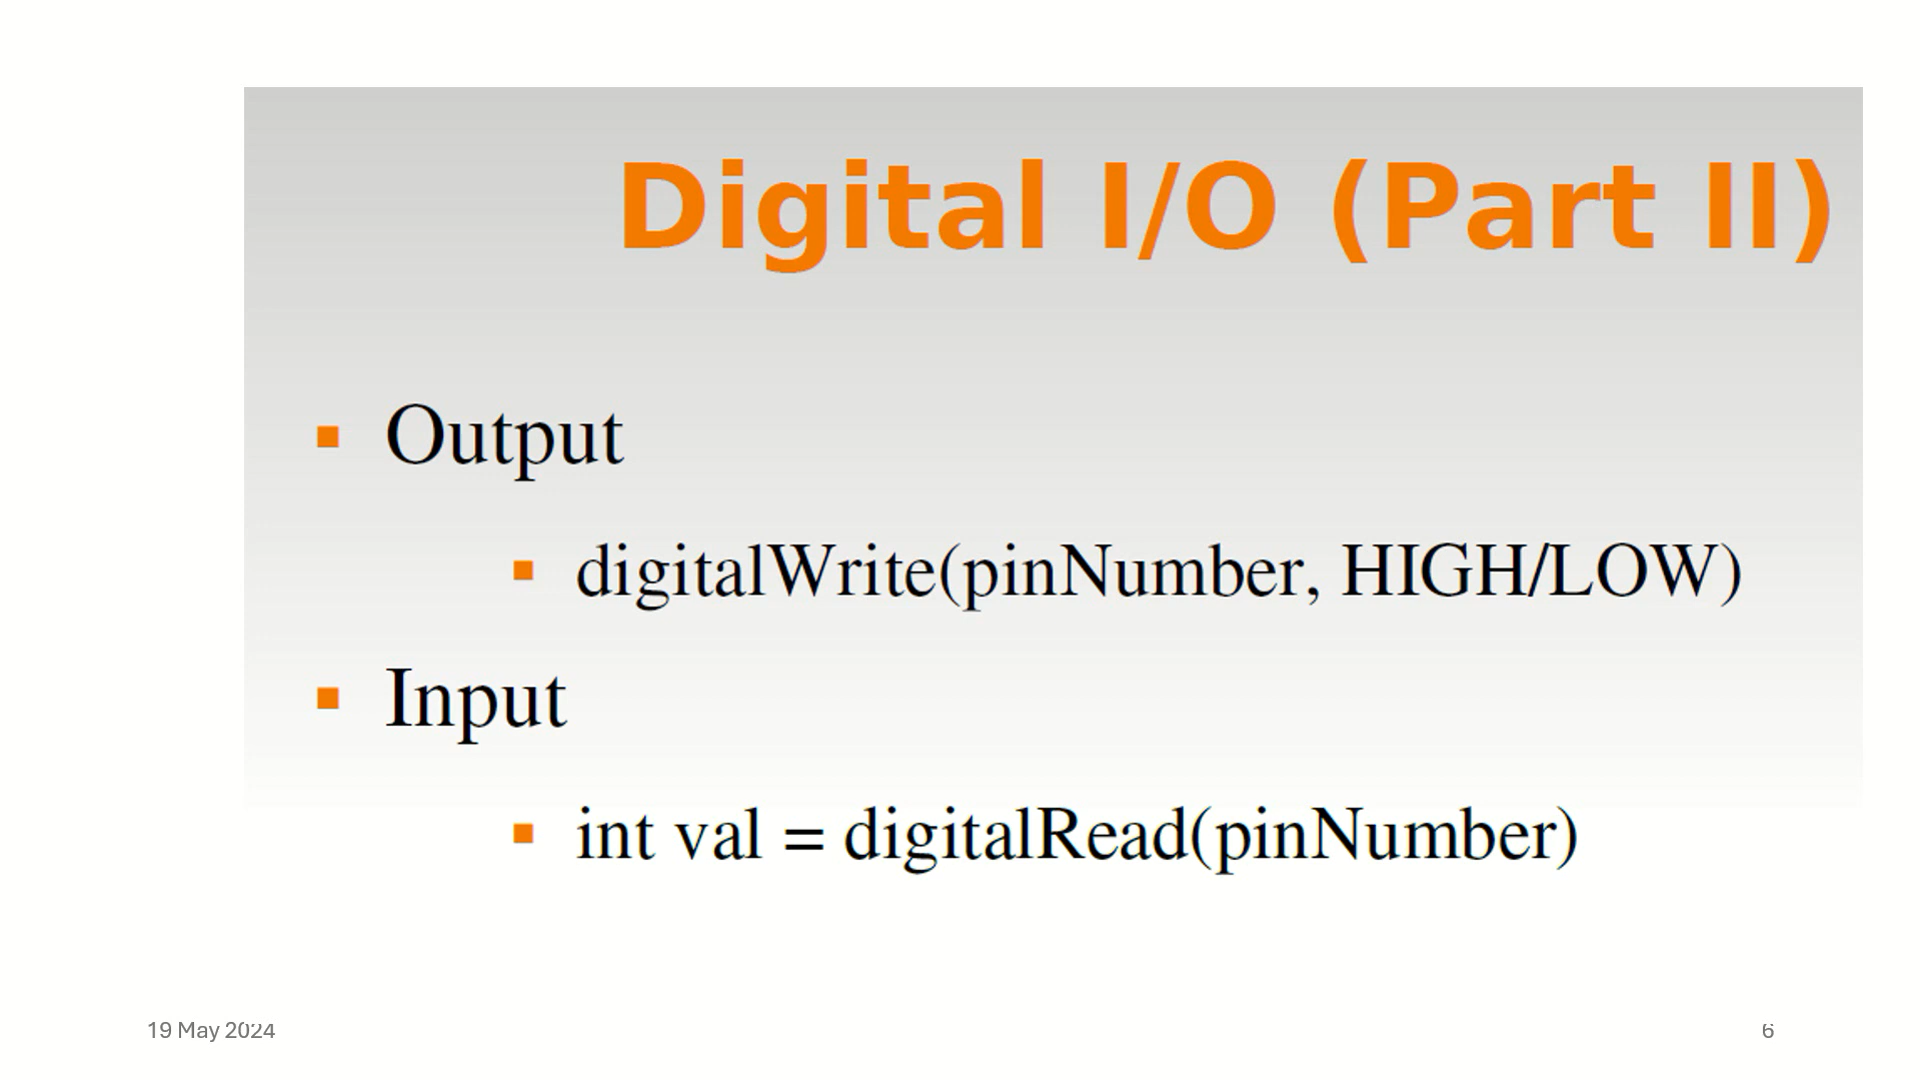 Digital I/O (Part II)
Output
digitalWrite(pinNumber, HIGH/LOW)
Input
int val = digitalRead(pinNumber)
19 May 2024
6